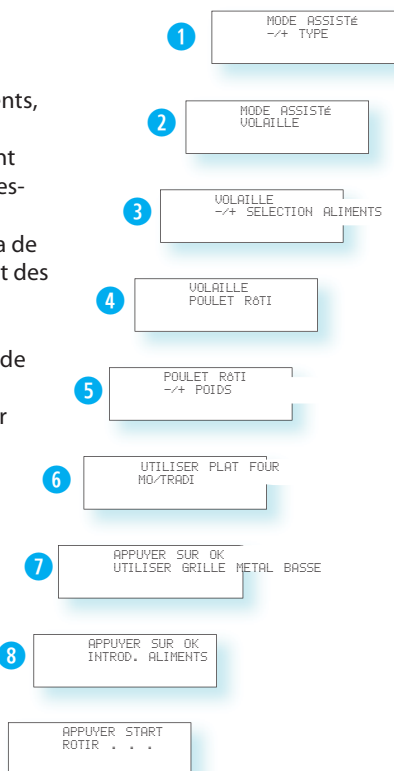 1
MODE ASSISTÉ
-/+ TYPE
ents,
2
MODE ASSISTÉ
VOLAILLE
nt
es-
3
VOLAILLE
-/+ SELECTION ALIMENTS
a de
t des
4
VOLAILLE
POULET RôTI
de
5
POULET RôTI
-/+ POIDS
r
6
UTILISER PLAT FOUR
MO/TRADI
7
APPUYER SUR OK
UTILISER GRILLE METAL BASSE
8
APPUYER SUR OK
INTROD. ALIMENTS
APPUYER START
ROTIR . . .